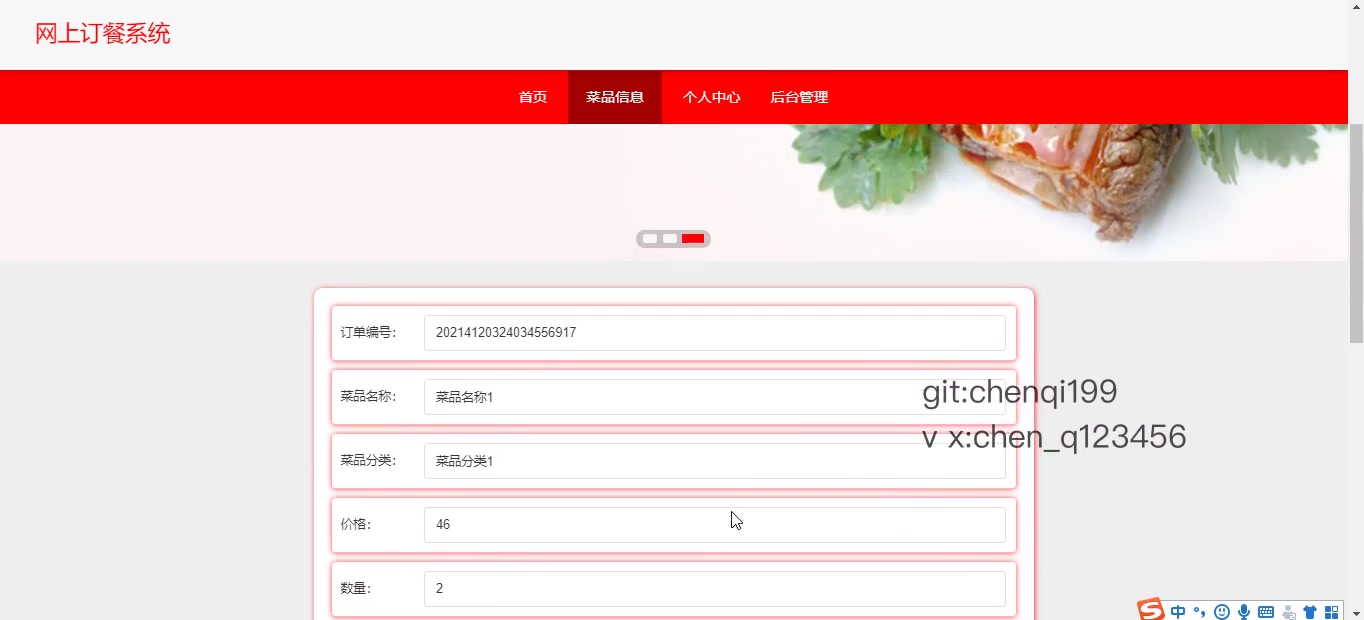 网上订餐系统
首页 菜品信息 个人中心 后台管理
订单编号： 20214120324034556917
菜品名称： 菜品名称1
git:chenqi199
v x:chen_q123456
菜品分类： 菜品分类1
价格： 46
数量： 2
中